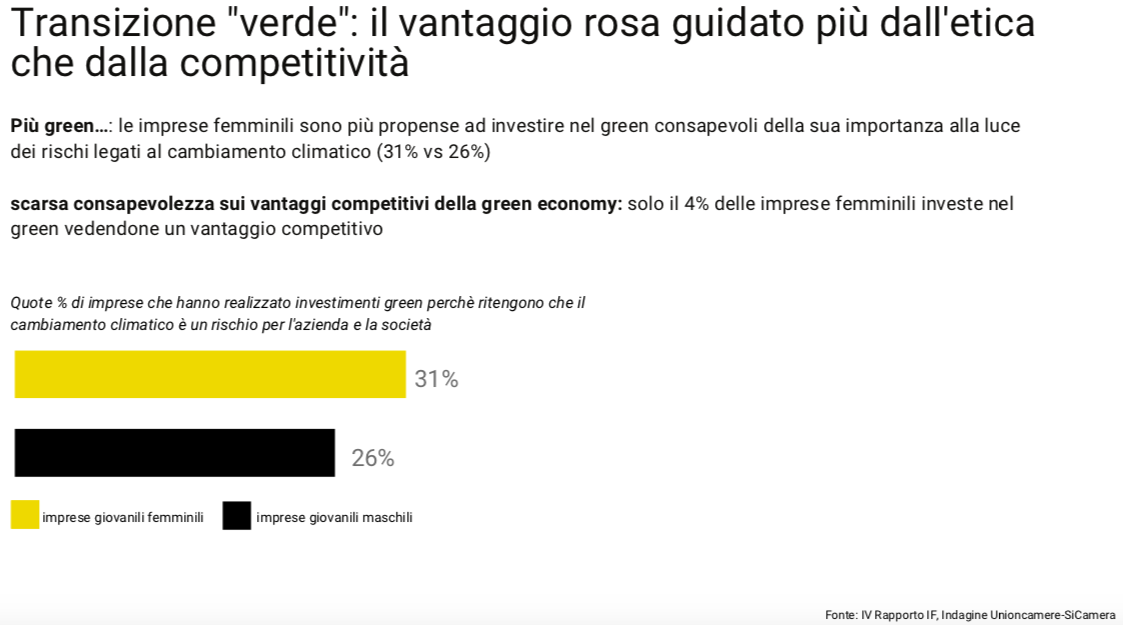 Transizione "verde": il vantaggio rosa guidato più dall'etica
che dalla competitività
Più green...: le imprese femminili sono più propense ad investire nel green consapevoli della sua importanza alla luce
dei rischi legati al cambiamento climatico (31% vs 26%)
scarsa consapevolezza sui vantaggi competitivi della green economy: solo il 4% delle imprese femminili investe nel
green vedendone un vantaggio competitivo
Quote % di imprese che hanno realizzato investimenti green perchè ritengono che il
cambiamento climatico è un rischio per l'azienda e la società
31%
26%
imprese giovanili femminili imprese giovanili maschili
Fonte: IV Rapporto IF, Indagine Unioncamere-SiCamera